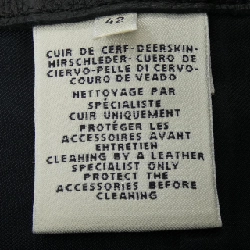 42
CUIR DE CERF-DEERSKIN-
HIRSCHLEDER-CUERO DE
CIERVO-PELLE DI CERVO-
COURO DE VEADO
NETTOYAGE PAR
SPÉCIALISTE
CUIR UNIQUEMENT
PROTÉGER LES
ACCESSOIRES AVANT
ENTRETIEN
CLEANING BY A LEATHER
SPECIALIST ONLY
PROTECT THE
ACCESSORIES BEFORE
CLEANING